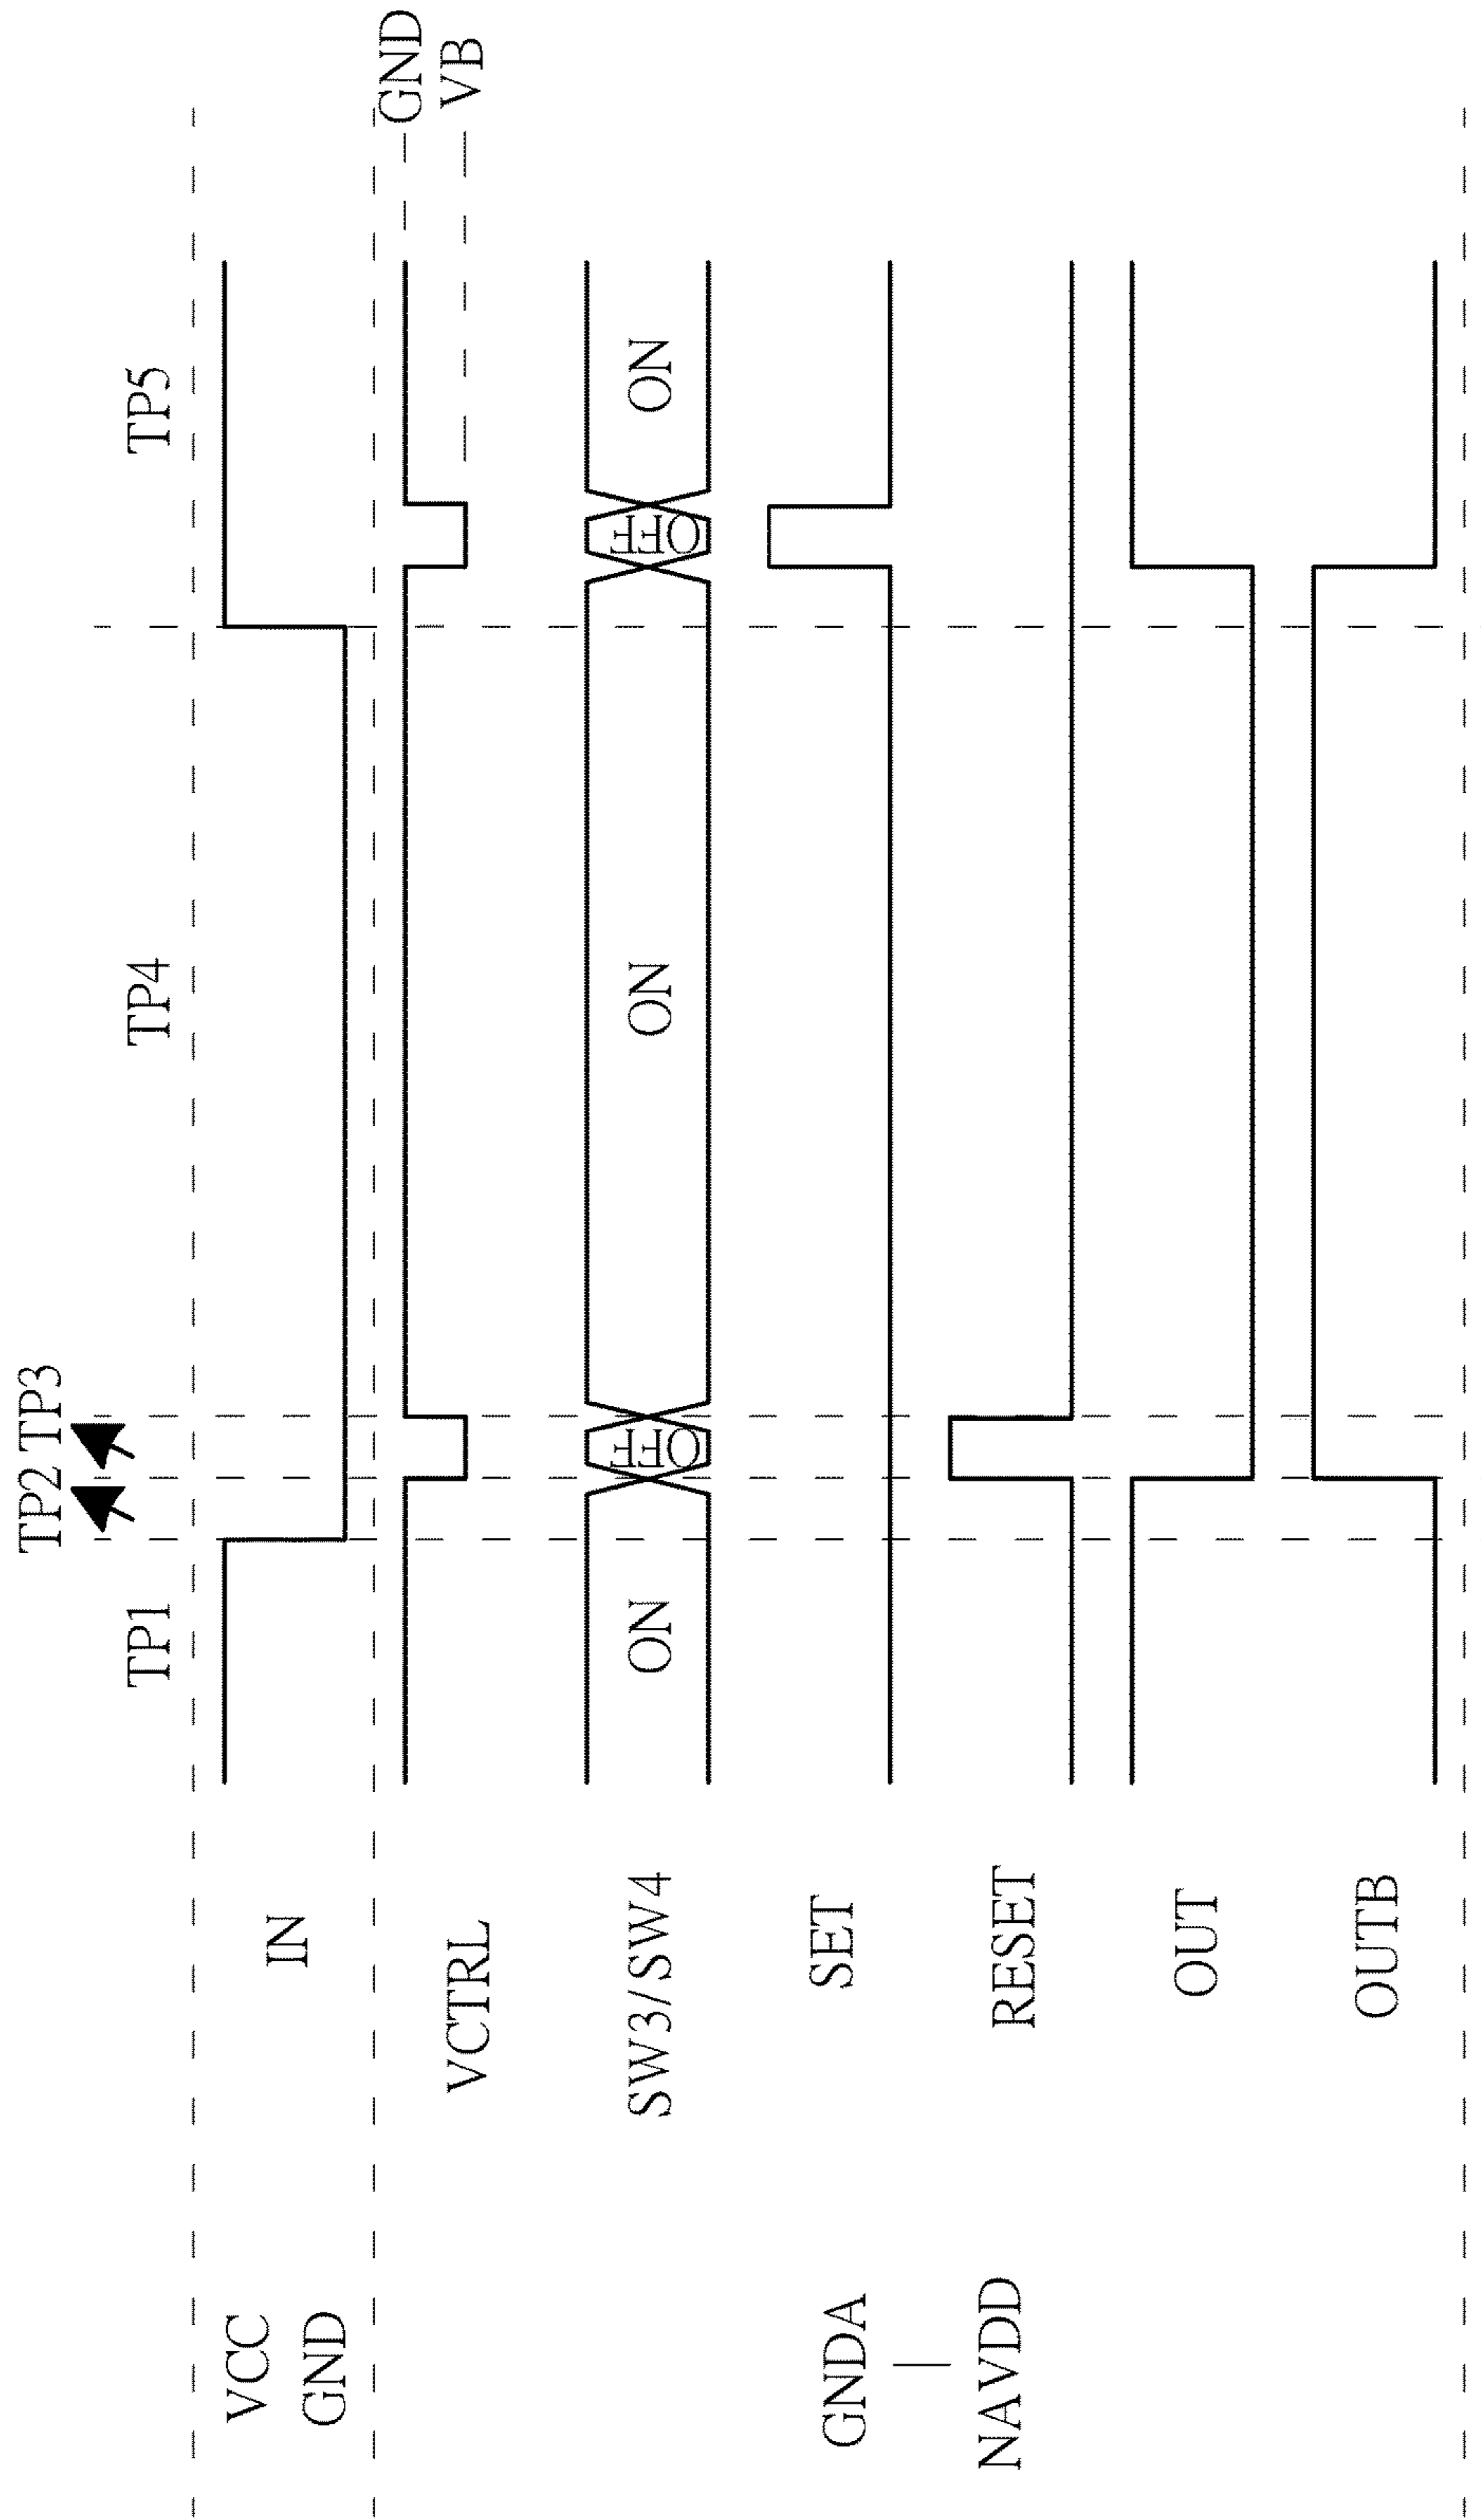 TP2 TP3
TP1
TP4
TP5
VCC
GND
IN
GND
VB
VCTRL
SW3/SW4
ON
OFF
ON
OFF
ON
GNDA
NAVDD
SET
RESET
OUT
OUTB